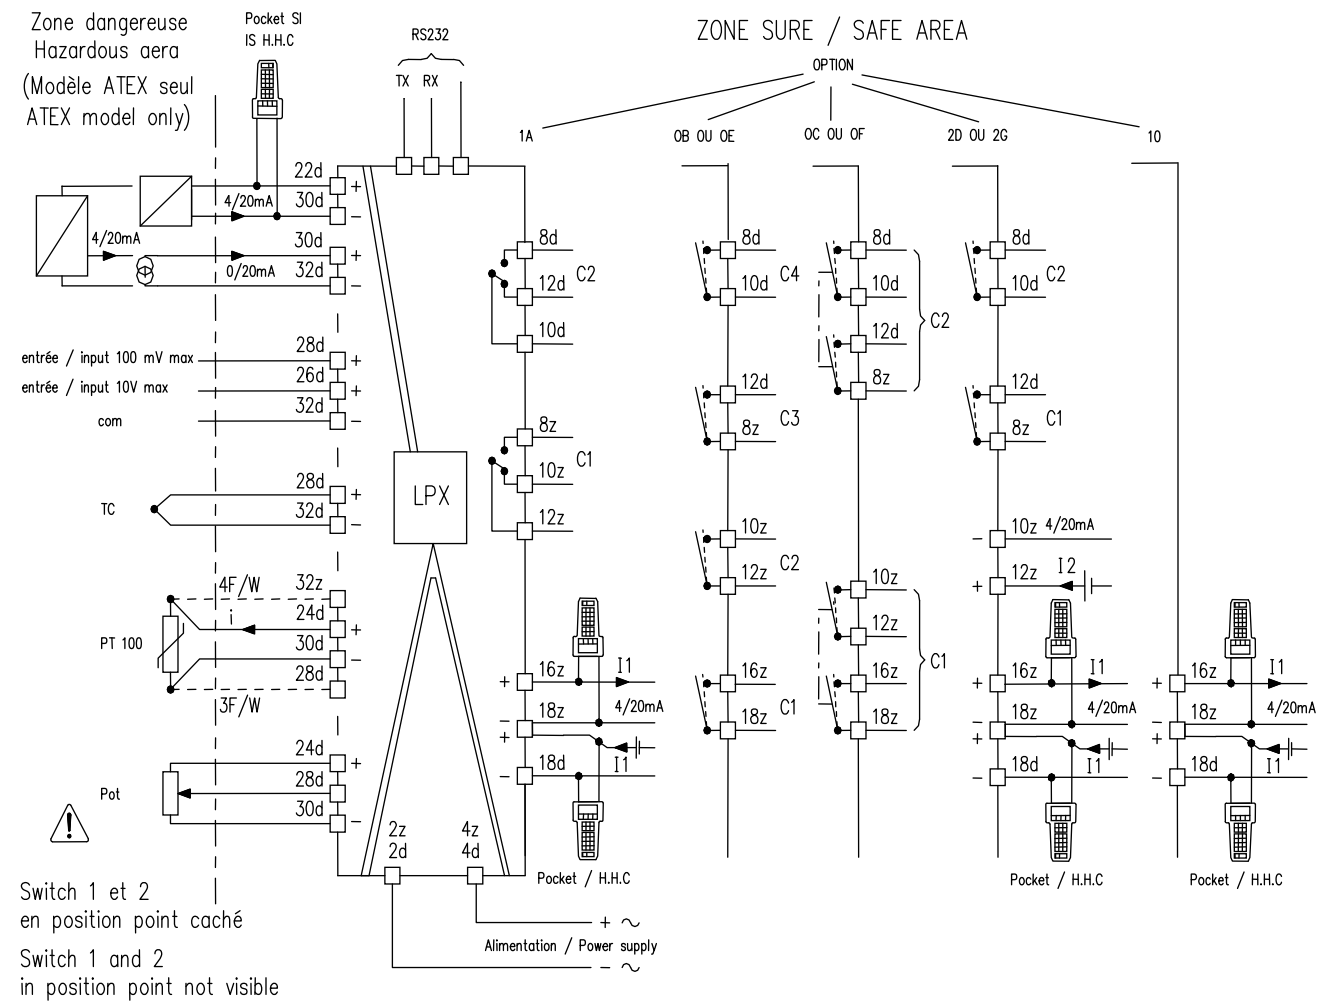 Zone dangereuse
Hazardous aera
(Modèle ATEX seul
ATEX model only)
Pocket SI
IS H.H.C
RS232
TX RX
ZONE SURE / SAFE AREA
OPTION
1A
0B OU 0E
0C OU 0F
2D OU 2G
10
22d
+
4/20mA
30d
−
4/20mA
30d
+
0/20mA
32d
−
entrée / input 100 mV max
28d
+
entrée / input 10V max
26d
+
com
32d
−
TC
28d
+
32d
−
4F/W
32z
i
24d
+
PT 100
30d
−
28d
3F/W
24d
+
Pot
28d
30d
−
LPX
2z
2d
4z
4d
+ ~
Alimentation / Power supply
− ~
8d
C2
12d
10d
8z
C1
10z
12z
+
16z
I1
4/20mA
−
18z
+
I1
−
18d
Pocket / H.H.C
8d
C4
10d
12d
C3
8z
10z
C2
12z
16z
C1
18z
8d
10d
C2
12d
8z
10z
12z
C1
16z
18z
8d
C2
10d
12d
C1
8z
−
10z 4/20mA
+
12z
I2
+
16z
I1
4/20mA
−
18z
+
I1
−
18d
Pocket / H.H.C
+
16z
I1
4/20mA
−
18z
+
I1
−
18d
Pocket / H.H.C
!
Switch 1 et 2
en position point caché
Switch 1 and 2
in position point not visible